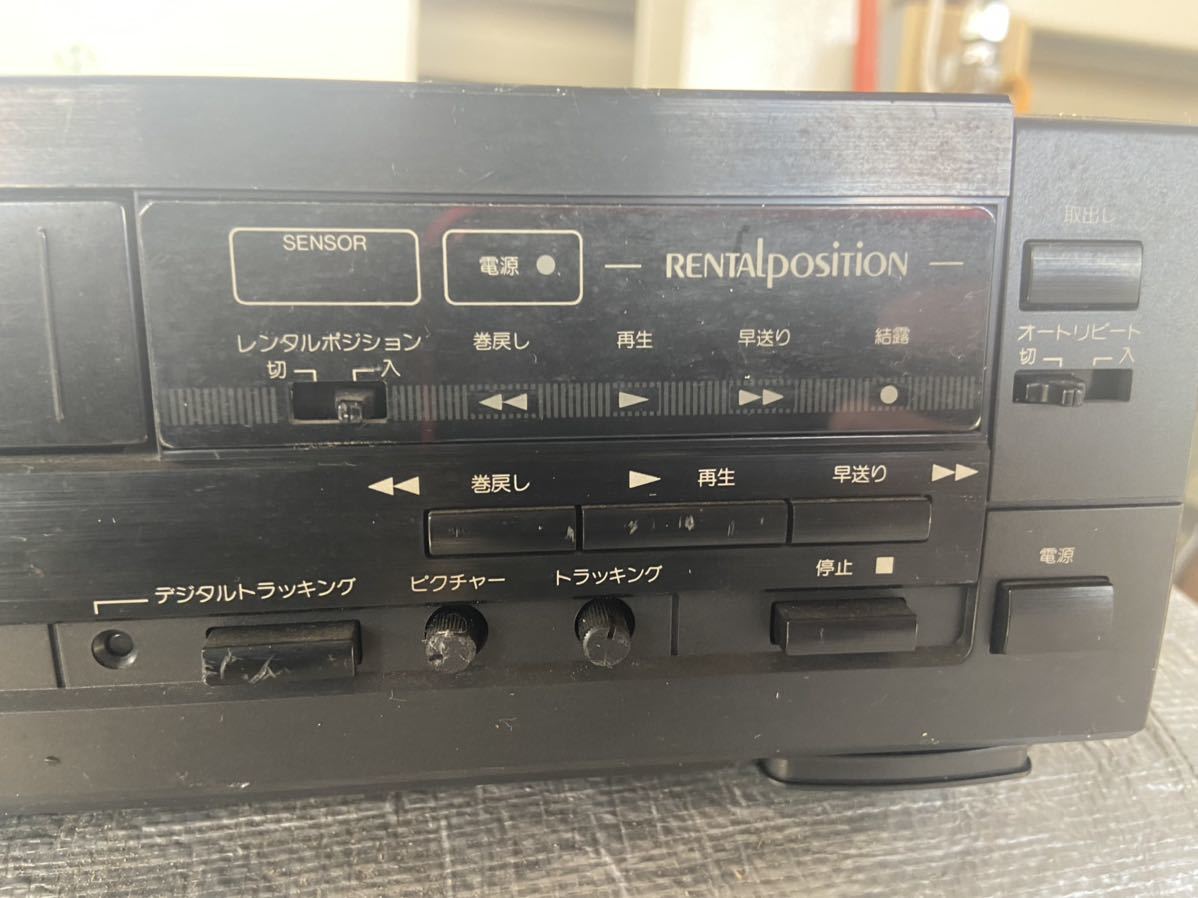 SENSOR
電源
RENTAL POSITION
取出し
レンタルポジション
巻戻し
再生
早送り
結露
オートリピート
切
入
切
入
巻戻し
再生
早送り
デジタルトラッキング
ピクチャー
トラッキング
停止
電源